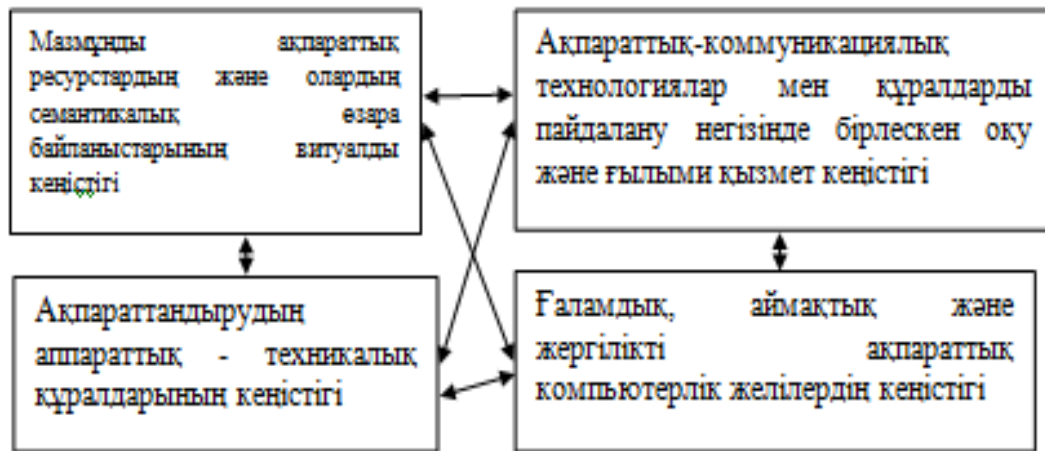 Мазмұнды ақпараттық
ресурстардың және олардың
семантикалық өзара
байланыстарының витуалды
кеңістігі
Ақпараттық-коммуникациялық
технологиялар мен құралдарды
пайдалану негізінде бірлескен оқу
және ғылыми қызмет кеңістігі
Ақпараттандырудың
аппараттық - техникалық
құралдарының кеңістігі
Ғаламдық, аймақтық және
жергілікті ақпараттық
компьютерлік желілердің кеңістігі